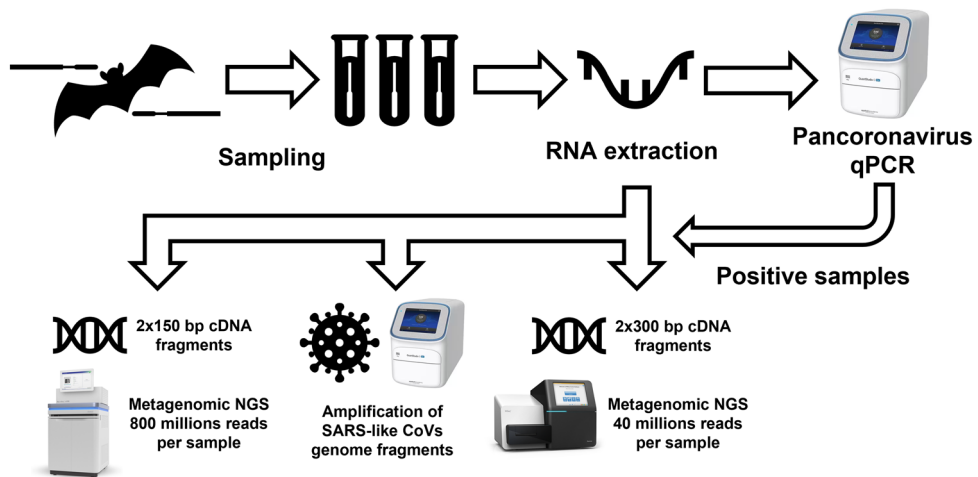 Sampling
RNA extraction
Pancoronavirus
qPCR
Positive samples
2x150 bp cDNA
fragments
Metagenomic NGS
800 millions reads
per sample
Amplification of
SARS-like CoVs
genome fragments
2x300 bp cDNA
fragments
Metagenomic NGS
40 millions reads
per sample